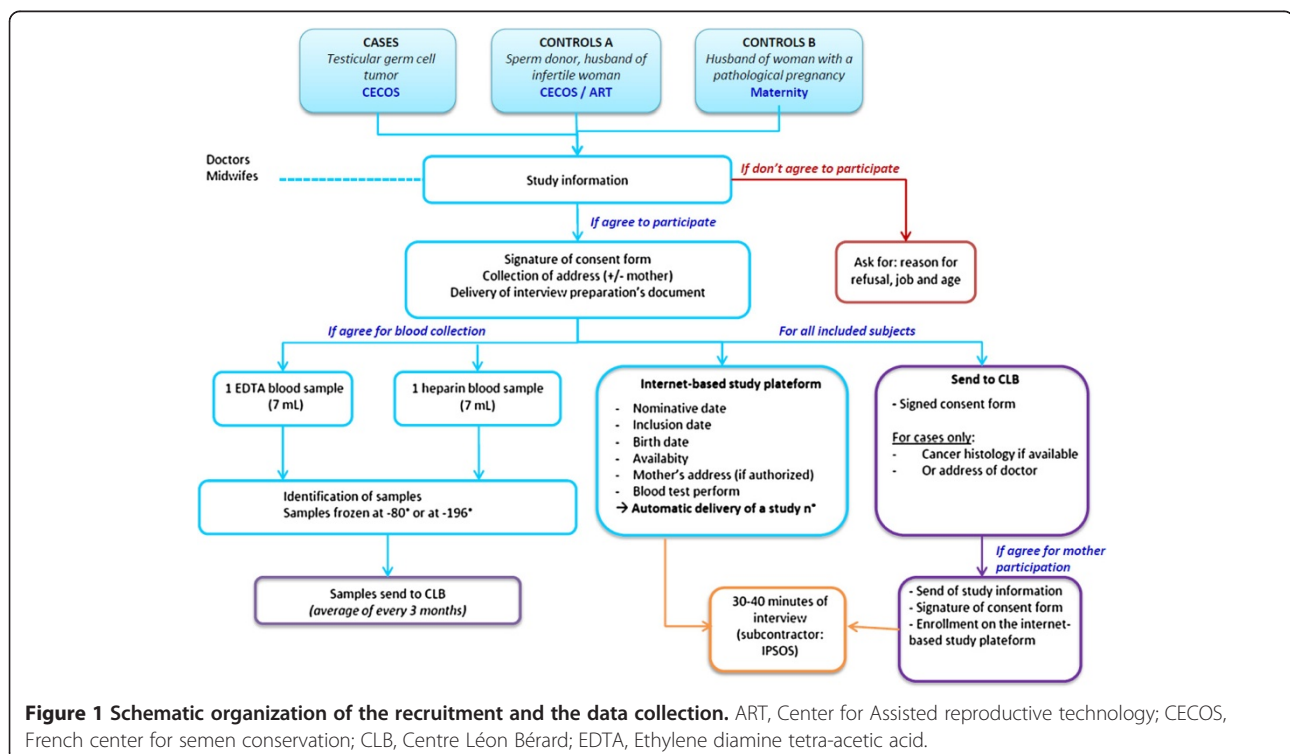 CASES
Testicular germ cell
tumor
CECOS
CONTROLS A
Sperm donor, husband of
infertile woman
CECOS / ART
CONTROLS B
Husband of woman with a
pathological pregnancy
Maternity
Doctors
Midwifes
Study information
If don't agree to participate
If agree to participate
Signature of consent form
Collection of address (+/- mother)
Delivery of interview preparation's document
Ask for: reason for
refusal, job and age
If agree for blood collection
For all included subjects
1 EDTA blood sample
(7 mL)
1 heparin blood sample
(7 mL)
Internet-based study plateform
- Nominative date
- Inclusion date
- Birth date
- Availabity
- Mother's address (if authorized)
- Blood test perform
→ Automatic delivery of a study n°
Send to CLB
- Signed consent form
For cases only:
- Cancer histology if available
- Or address of doctor
Identification of samples
Samples frozen at -80° or at -196°
If agree for mother
participation
Samples send to CLB
(average of every 3 months)
30-40 minutes of
interview
(subcontractor:
IPSOS)
- Send of study information
- Signature of consent form
- Enrollment on the internet-
based study plateform
Figure 1 Schematic organization of the recruitment and the data collection. ART, Center for Assisted reproductive technology; CECOS,
French center for semen conservation; CLB, Centre Léon Bérard; EDTA, Ethylene diamine tetra-acetic acid.